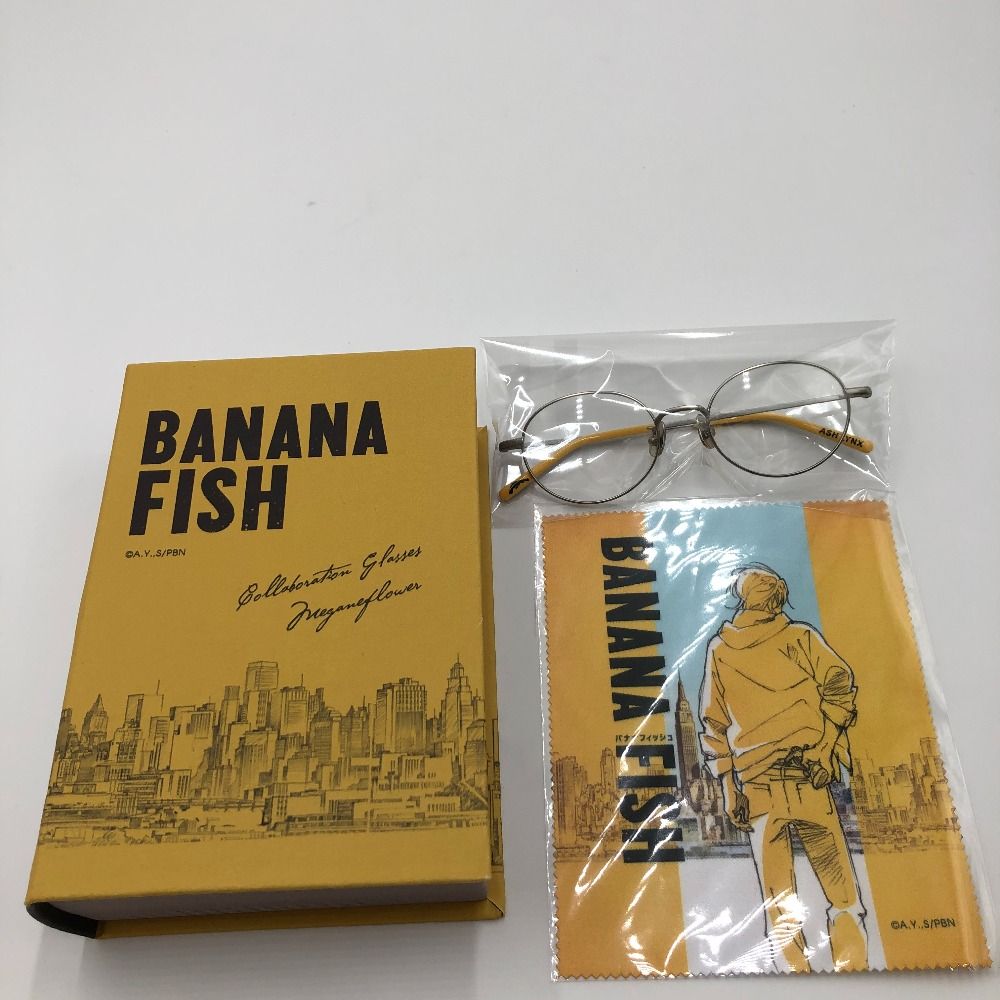 BANANA
FISH
©A.Y.,S/PBN
Collaboration Glasses
Meganeflower
ASH LYNX
BANANA FISH
バナナフィッシュ
©A.Y.,S/PBN